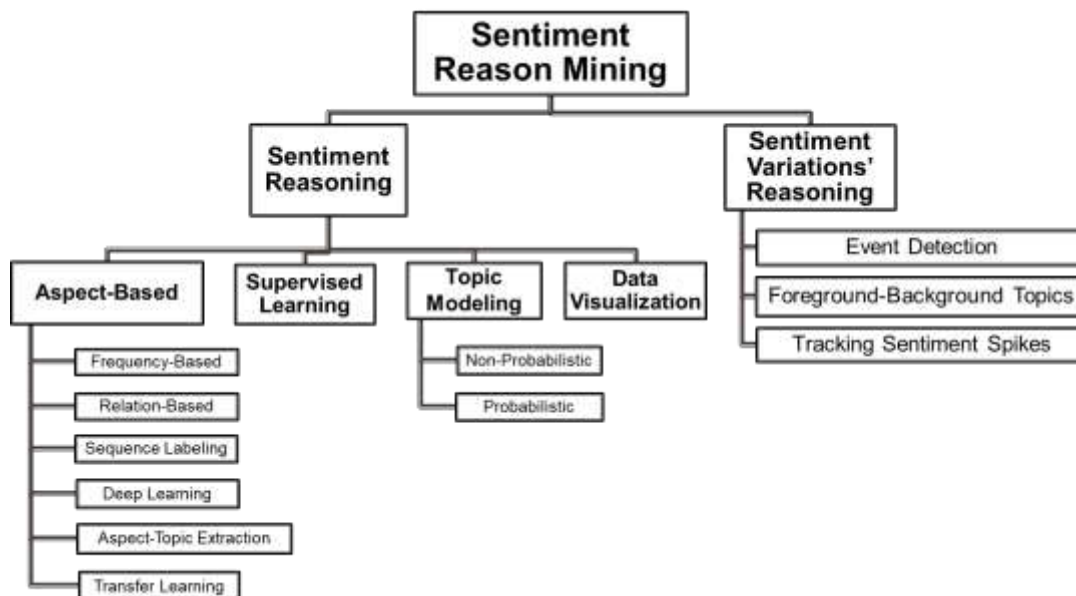 Sentiment
Reason Mining
Sentiment
Reasoning
Sentiment
Variations'
Reasoning
Event Detection
Foreground-Background Topics
Tracking Sentiment Spikes
Aspect-Based
Supervised
Learning
Topic
Modeling
Data
Visualization
Frequency-Based
Relation-Based
Sequence Labeling
Deep Learning
Aspect-Topic Extraction
Transfer Learning
Non-Probabilistic
Probabilistic